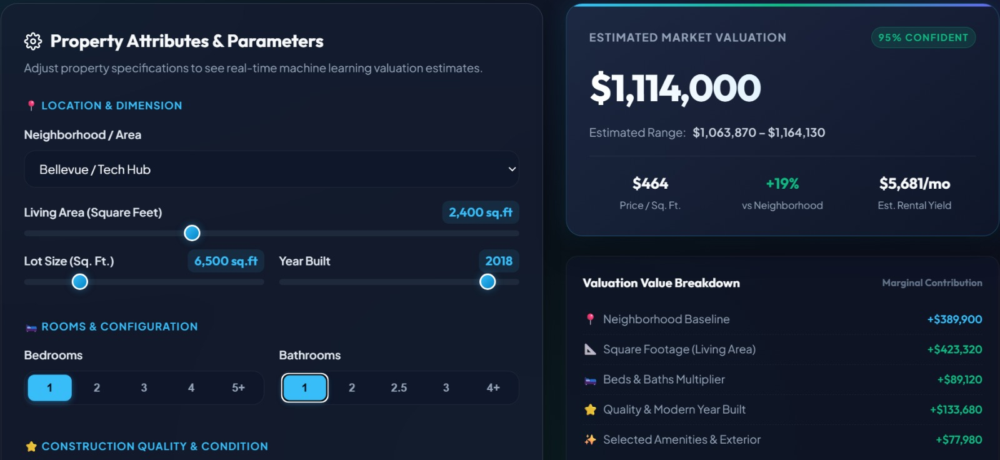 Property Attributes & Parameters
Adjust property specifications to see real-time machine learning valuation estimates.
📍 LOCATION & DIMENSION
Neighborhood / Area
Bellevue / Tech Hub
Living Area (Square Feet)
2,400 sq.ft
Lot Size (Sq. Ft.)
6,500 sq.ft
Year Built
2018
🛏️ ROOMS & CONFIGURATION
Bedrooms
1 2 3 4 5+
Bathrooms
1 2 2.5 3 4+
⭐ CONSTRUCTION QUALITY & CONDITION
ESTIMATED MARKET VALUATION
95% CONFIDENT
$1,114,000
Estimated Range: $1,063,870 – $1,164,130
$464
Price / Sq. Ft.
+19%
vs Neighborhood
$5,681/mo
Est. Rental Yield
Valuation Value Breakdown
Marginal Contribution
📍 Neighborhood Baseline +$389,900
📐 Square Footage (Living Area) +$423,320
🛏️ Beds & Baths Multiplier +$89,120
⭐ Quality & Modern Year Built +$133,680
✨ Selected Amenities & Exterior +$77,980